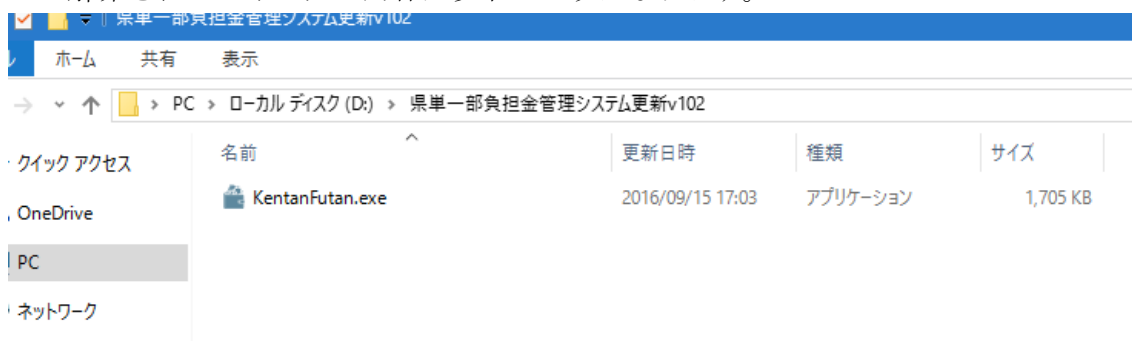 県単一部負担金管理システム更新v102
ホーム 共有 表示
PC › ローカル ディスク (D:) › 県単一部負担金管理システム更新v102
名前 更新日時 種類 サイズ
クイック アクセス
KentanFutan.exe 2016/09/15 17:03 アプリケーション 1,705 KB
OneDrive
PC
ネットワーク